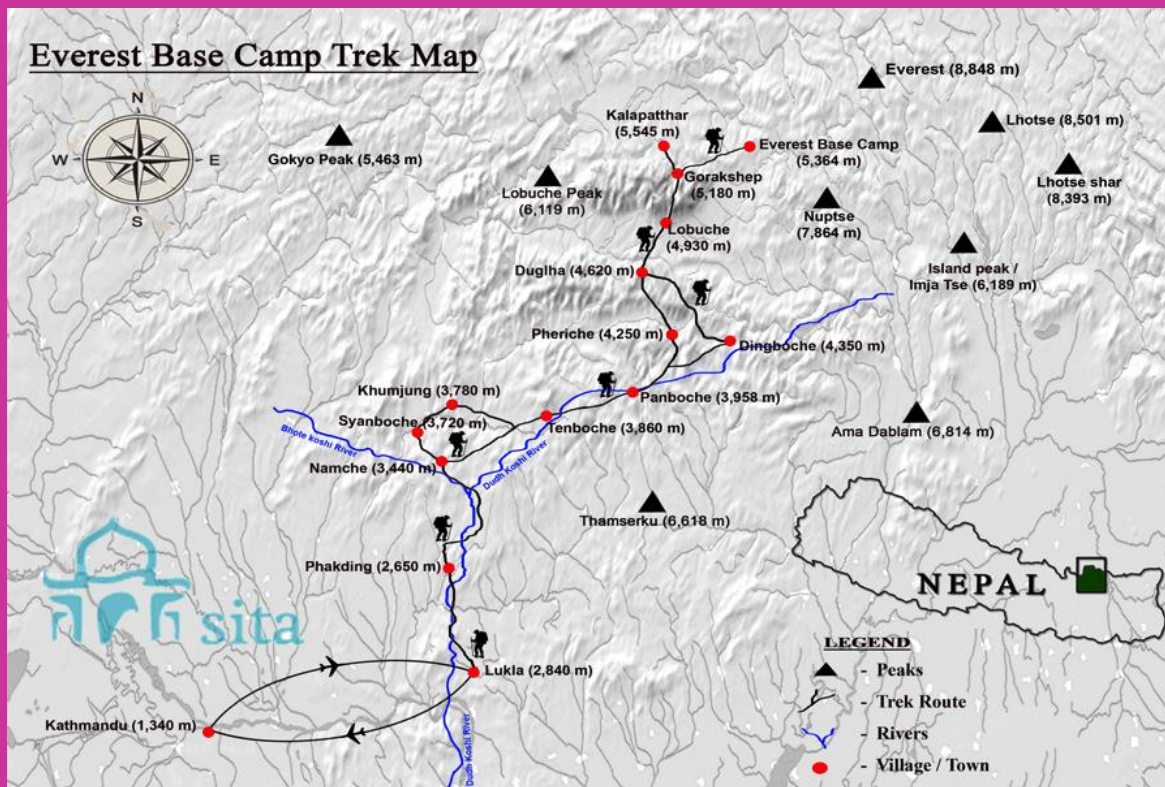 Everest Base Camp Trek Map
N
W
E
S
Everest (8,848 m)
Kalapatthar
(5,545 m)
Lhotse (8,501 m)
Gokyo Peak (5,463 m)
Everest Base Camp
(5,364 m)
Gorakshep
(5,180 m)
Lobuche Peak
(6,119 m)
Lhotse shar
(8,393 m)
Nuptse
(7,864 m)
Lobuche
(4,930 m)
Duglha (4,620 m)
Island peak /
Imja Tse (6,189 m)
Pheriche (4,250 m)
Dingboche (4,350 m)
Khumjung (3,780 m)
Panboche (3,958 m)
Syanboche (3,720 m)
Tenboche (3,860 m)
Ama Dablam (6,814 m)
Bhote koshi River
Dudh Koshi River
Namche (3,440 m)
Thamserku (6,618 m)
Phakding (2,650 m)
NEPAL
sita
LEGEND
- Peaks
- Trek Route
- Rivers
- Village / Town
Lukla (2,840 m)
Kathmandu (1,340 m)
Dudh Koshi River